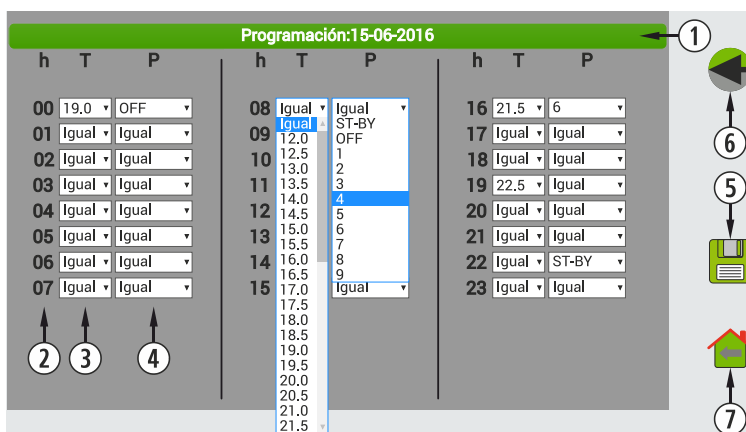 Programación:15-06-2016
1
h T P
00 19.0 OFF
01 Igual Igual
02 Igual Igual
03 Igual Igual
04 Igual Igual
05 Igual Igual
06 Igual Igual
07 Igual Igual
2
3
4
h T P
08 Igual Igual
09
10
11
12
13
14
15 Igual
Igual
12.0
12.5
13.0
13.5
14.0
14.5
15.0
15.5
16.0
16.5
17.0
17.5
18.0
18.5
19.0
19.5
20.0
20.5
21.0
21.5
ST-BY
OFF
1
2
3
4
5
6
7
8
9
h T P
16 21.5 6
17 Igual Igual
18 Igual Igual
19 22.5 Igual
20 Igual Igual
21 Igual Igual
22 Igual ST-BY
23 Igual Igual
6
5
7